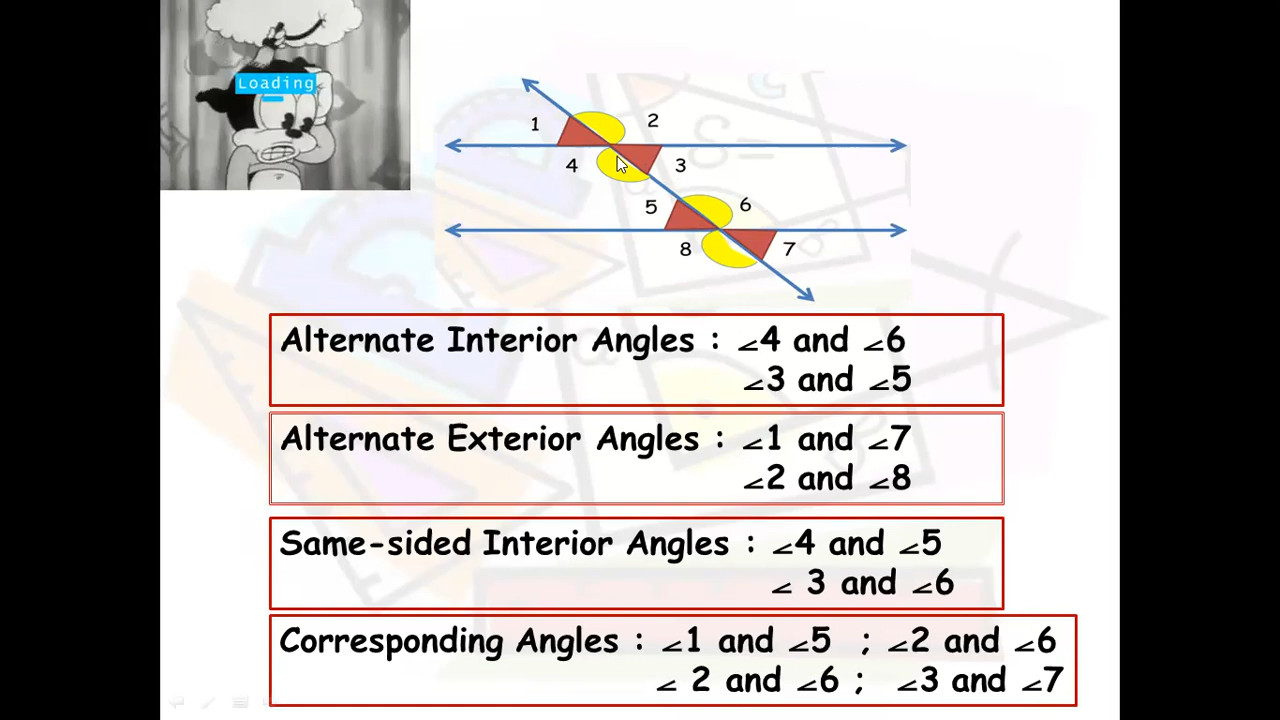 Loading
1
2
4
3
5
6
8
7
Alternate Interior Angles : ∠4 and ∠6
∠3 and ∠5
Alternate Exterior Angles : ∠1 and ∠7
∠2 and ∠8
Same-sided Interior Angles : ∠4 and ∠5
∠ 3 and ∠6
Corresponding Angles : ∠1 and ∠5 ; ∠2 and ∠6
∠ 2 and ∠6 ; ∠3 and ∠7